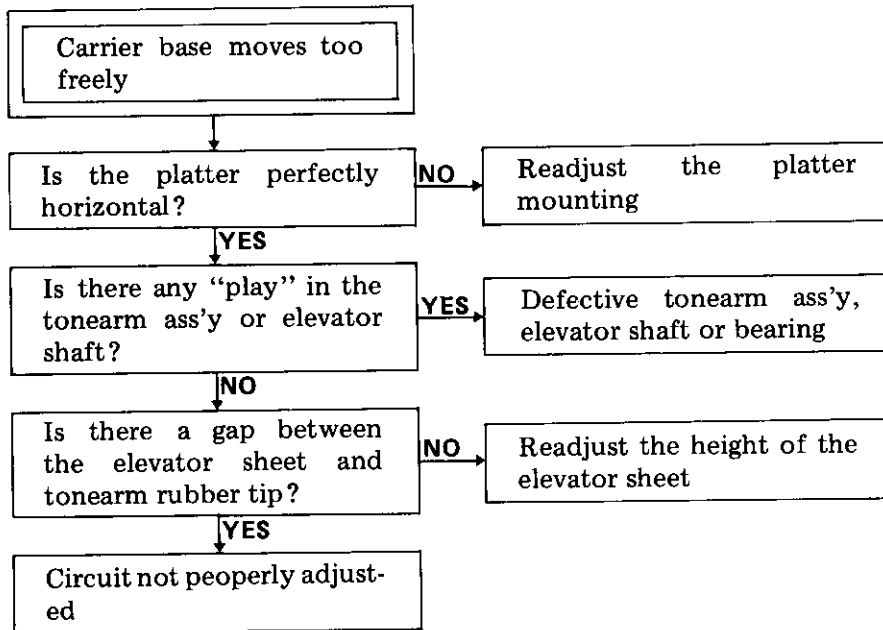 Carrier base moves too
freely
Is the platter perfectly
horizontal?
NO
Readjust the platter
mounting
YES
Is there any “play” in the
tonearm ass'y or elevator
shaft?
YES
Defective tonearm ass'y,
elevator shaft or bearing
NO
Is there a gap between
the elevator sheet and
tonearm rubber tip?
NO
Readjust the height of the
elevator sheet
YES
Circuit not peoperly adjust-
ed